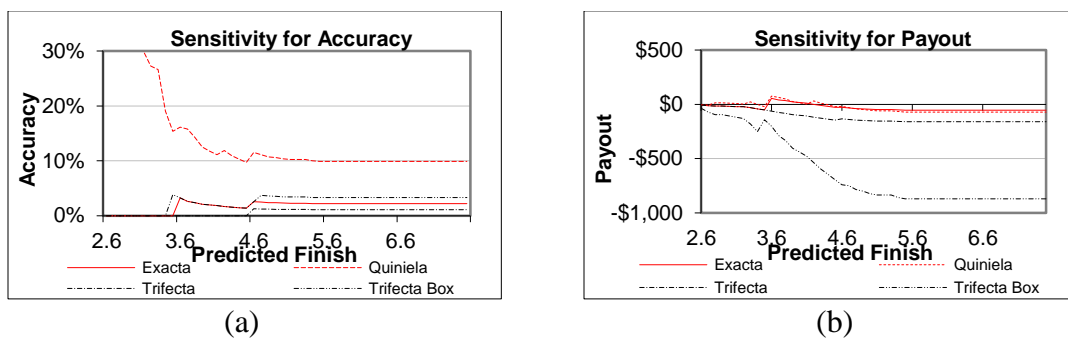 Sensitivity for Accuracy
30%
20%
10%
0%
Accuracy
2.6 3.6 4.6 5.6 6.6
Predicted Finish
Exacta Quiniela
Trifecta Trifecta Box
(a)
Sensitivity for Payout
$500
$0
-$500
-$1,000
Payout
2.6 3.6 4.6 5.6 6.6
Predicted Finish
Exacta Quiniela
Trifecta Trifecta Box
(b)